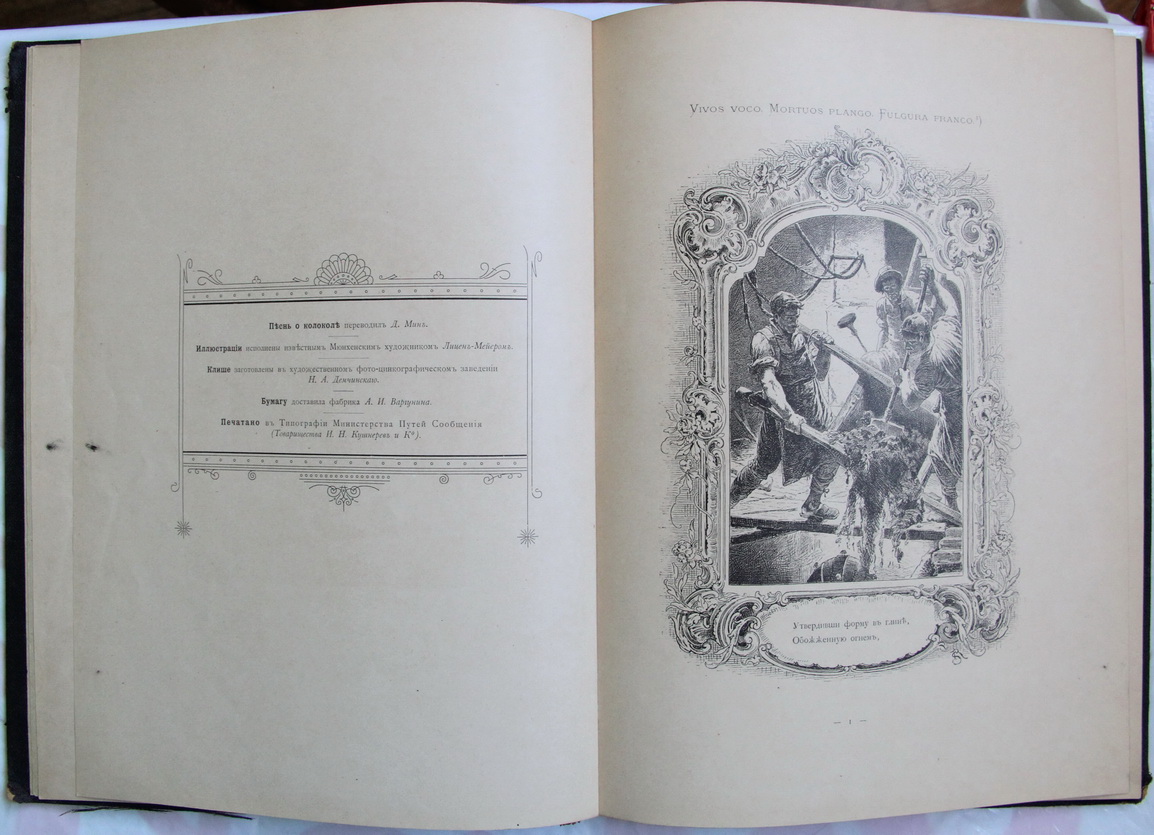 Пѣснь о колоколѣ переводилъ Д. Минъ.
Иллюстраціи исполнены извѣстнымъ Мюнхенскимъ художникомъ Лиценъ-Мейеромъ.
Клише заготовлены въ художественномъ фото-цинкографическомъ заведеніи
Н. А. Демчинскаго.
Бумагу доставила фабрика А. И. Варгунина.
Печатано въ Типографіи Министерства Путей Сообщенія
(Товарищества И. Н. Кушнеревъ и К°).
Vivos voco. Mortuos plango. Fulgura franco.*)
Утвердивши форму въ глинѣ,
Обожженную огнемъ,
— 1 —